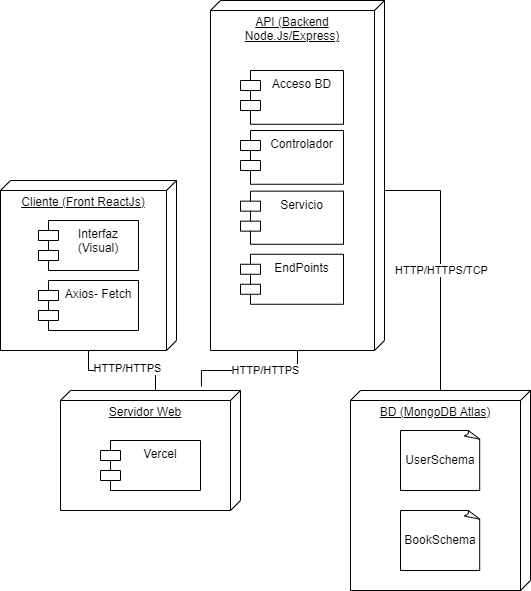 API (Backend
Node.Js/Express)
Acceso BD
Controlador
Servicio
EndPoints
Cliente (Front ReactJs)
Interfaz
(Visual)
Axios- Fetch
HTTP/HTTPS/TCP
HTTP/HTTPS
HTTP/HTTPS
Servidor Web
Vercel
BD (MongoDB Atlas)
UserSchema
BookSchema